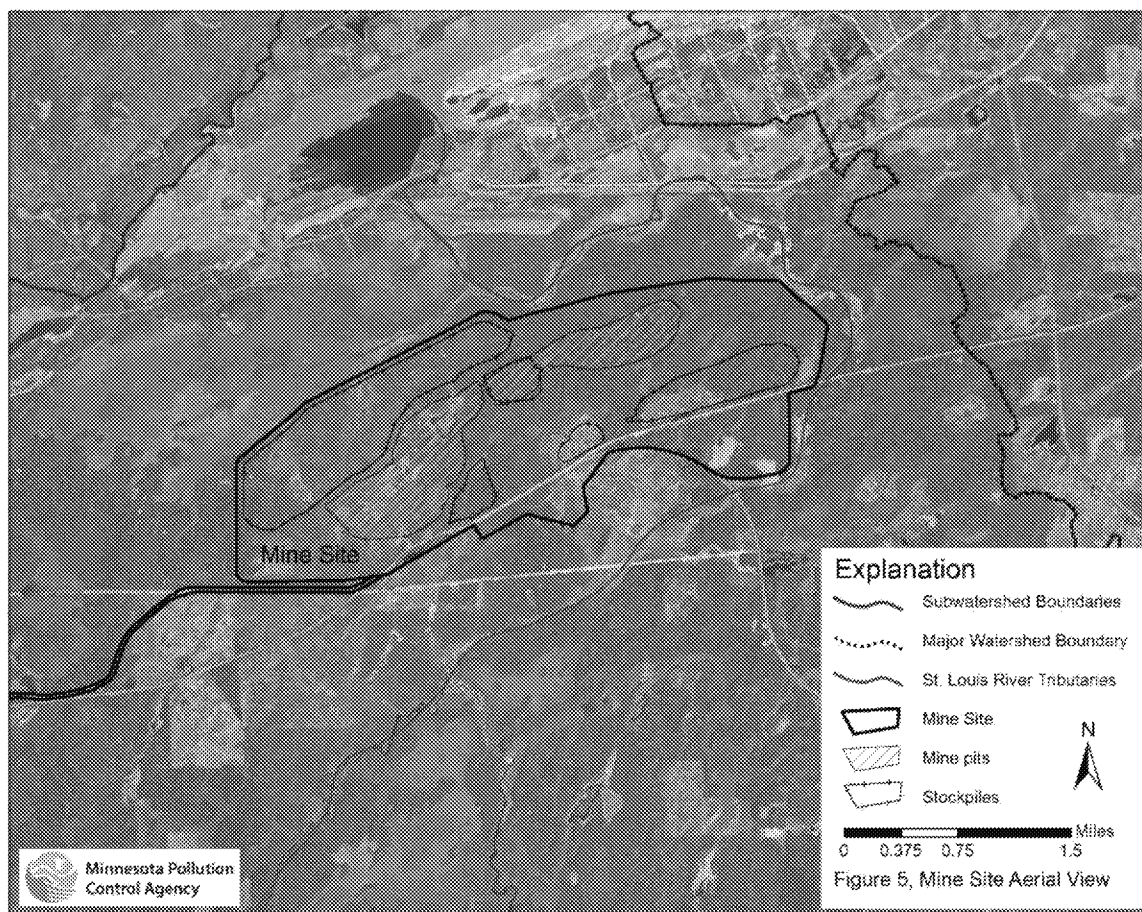 Mine Site
Explanation
Subwatershed Boundaries
Major Watershed Boundary
St. Louis River Tributaries
Mine Site
Mine pits
Stockpiles
N
Miles
0 0.375 0.75 1.5
Figure 5, Mine Site Aerial View
Minnesota Pollution
Control Agency